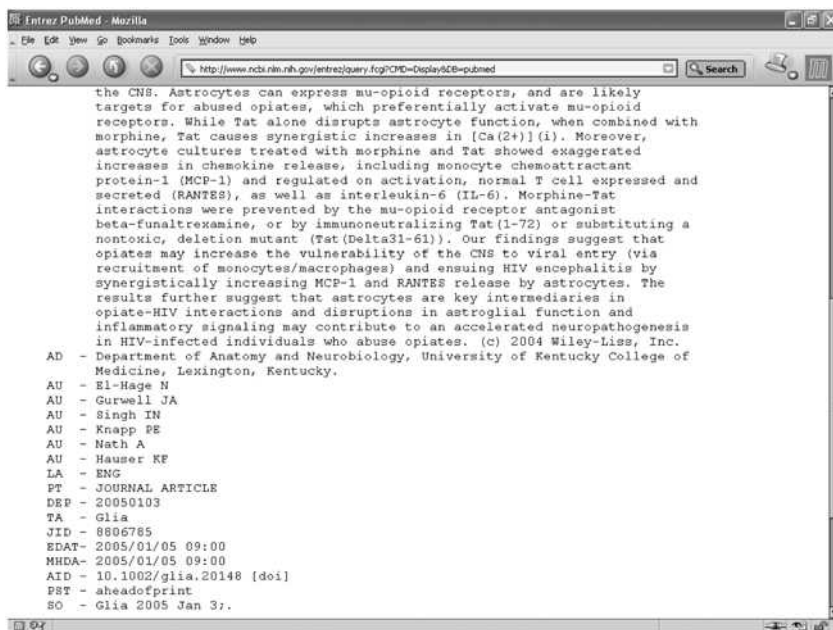 Entrez PubMed - Mozilla
File Edit View Go Bookmarks Tools Window Help
http://www.ncbi.nlm.nih.gov/entrez/query.fcgi?CMD=Display&DB=pubmed Search
the CNS. Astrocytes can express mu-opioid receptors, and are likely
targets for abused opiates, which preferentially activate mu-opioid
receptors. While Tat alone disrupts astrocyte function, when combined with
morphine, Tat causes synergistic increases in [Ca(2+)](i). Moreover,
astrocyte cultures treated with morphine and Tat showed exaggerated
increases in chemokine release, including monocyte chemoattractant
protein-1 (MCP-1) and regulated on activation, normal T cell expressed and
secreted (RANTES), as well as interleukin-6 (IL-6). Morphine-Tat
interactions were prevented by the mu-opioid receptor antagonist
beta-funaltrexamine, or by immunoneutralizing Tat(1-72) or substituting a
nontoxic, deletion mutant (Tat(Delta31-61)). Our findings suggest that
opiates may increase the vulnerability of the CNS to viral entry (via
recruitment of monocytes/macrophages) and ensuing HIV encephalitis by
synergistically increasing MCP-1 and RANTES release by astrocytes. The
results further suggest that astrocytes are key intermediaries in
opiate-HIV interactions and disruptions in astroglial function and
inflammatory signaling may contribute to an accelerated neuropathogenesis
in HIV-infected individuals who abuse opiates. (c) 2004 Wiley-Liss, Inc.
AD - Department of Anatomy and Neurobiology, University of Kentucky College of
Medicine, Lexington, Kentucky.
AU - El-Hage N
AU - Gurwell JA
AU - Singh IN
AU - Knapp PE
AU - Nath A
AU - Hauser KF
LA - ENG
PT - JOURNAL ARTICLE
DEP - 20050103
TA - Glia
JID - 8806785
EDAT- 2005/01/05 09:00
MHDA- 2005/01/05 09:00
AID - 10.1002/glia.20148 [doi]
PST - aheadofprint
SO - Glia 2005 Jan 3;.